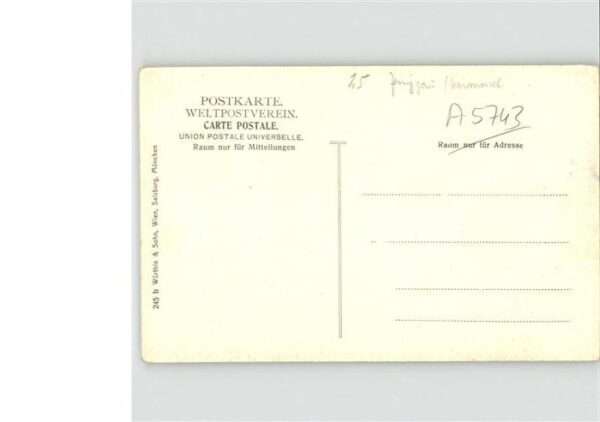 25
A5743
POSTKARTE.
WELTPOSTVEREIN.
CARTE POSTALE.
UNION POSTALE UNIVERSELLE.
Raum nur für Mitteilungen
Raum nur für Adresse
245 b Würthle & Sohn, Wien, Salzburg, München